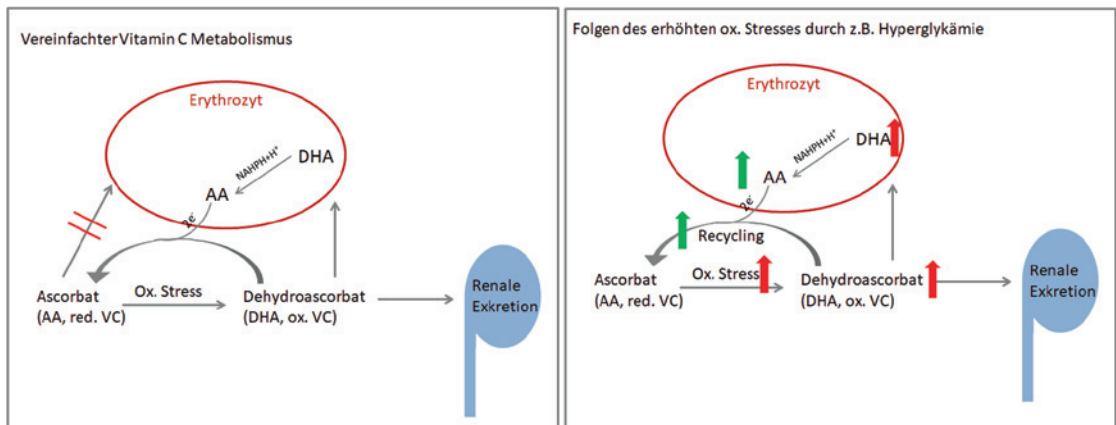 Vereinfachter Vitamin C Metabolismus
Erythrozyt
DHA
NAHPH+H⁺
AA
2e⁻
Ascorbat
(AA, red. VC)
Ox. Stress
Dehydroascorbat
(DHA, ox. VC)
Renale
Exkretion
Folgen des erhöhten ox. Stresses durch z.B. Hyperglykämie
Erythrozyt
DHA
NAHPH+H⁺
AA
2e⁻
Recycling
Ascorbat
(AA, red. VC)
Ox. Stress
Dehydroascorbat
(DHA, ox. VC)
Renale
Exkretion